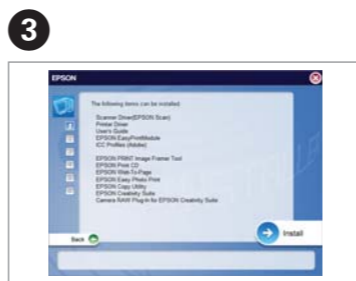 3
EPSON
The following items can be installed.
Scanner Driver(EPSON Scan)
Printer Driver
User's Guide
EPSON EasyPrintModule
ICC Profiles (Adobe)
EPSON PRINT Image Framer Tool
EPSON Print CD
EPSON Web-To-Page
EPSON Easy Photo Print
EPSON Copy Utility
EPSON Creativity Suite
Camera RAW Plug-In for EPSON Creativity Suite
Install
Back